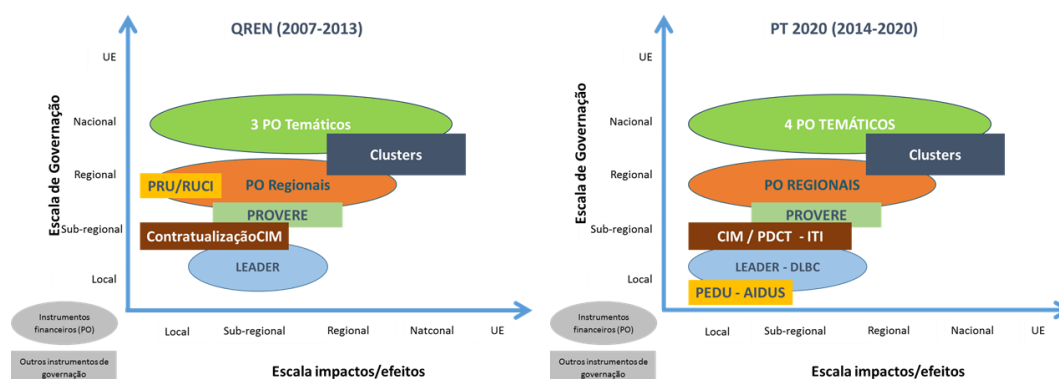 QREN (2007-2013)
Escala de Governação
UE
Nacional
Regional
Sub-regional
Local
3 PO Temáticos
Clusters
PRU/RUCI
PO Regionais
PROVERE
ContratualizaçãoCIM
LEADER
Instrumentos
financeiros (PO)
Local
Sub-regional
Regional
Natconal
UE
Outros instrumentos de
governação
Escala impactos/efeitos
PT 2020 (2014-2020)
Escala de Governação
UE
Nacional
Regional
Sub-regional
Local
4 PO TEMÁTICOS
Clusters
PO REGIONAIS
PROVERE
CIM / PDCT - ITI
LEADER - DLBC
PEDU - AIDUS
Instrumentos
financeiros (PO)
Local
Sub-regional
Regional
Nacional
UE
Outros instrumentos de
governação
Escala impactos/efeitos